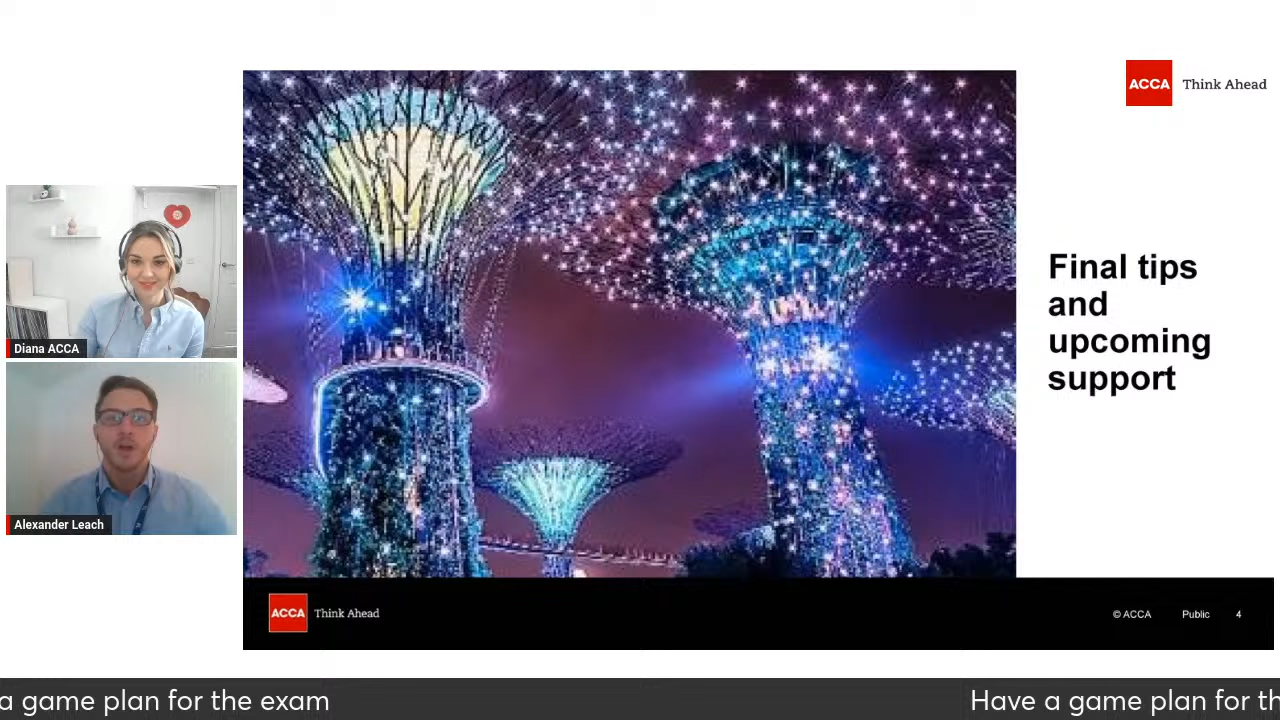 ACCA Think Ahead
Diana ACCA
Alexander Leach
Final tips
and
upcoming
support
ACCA Think Ahead
© ACCA Public 4
a game plan for the exam
Have a game plan for th